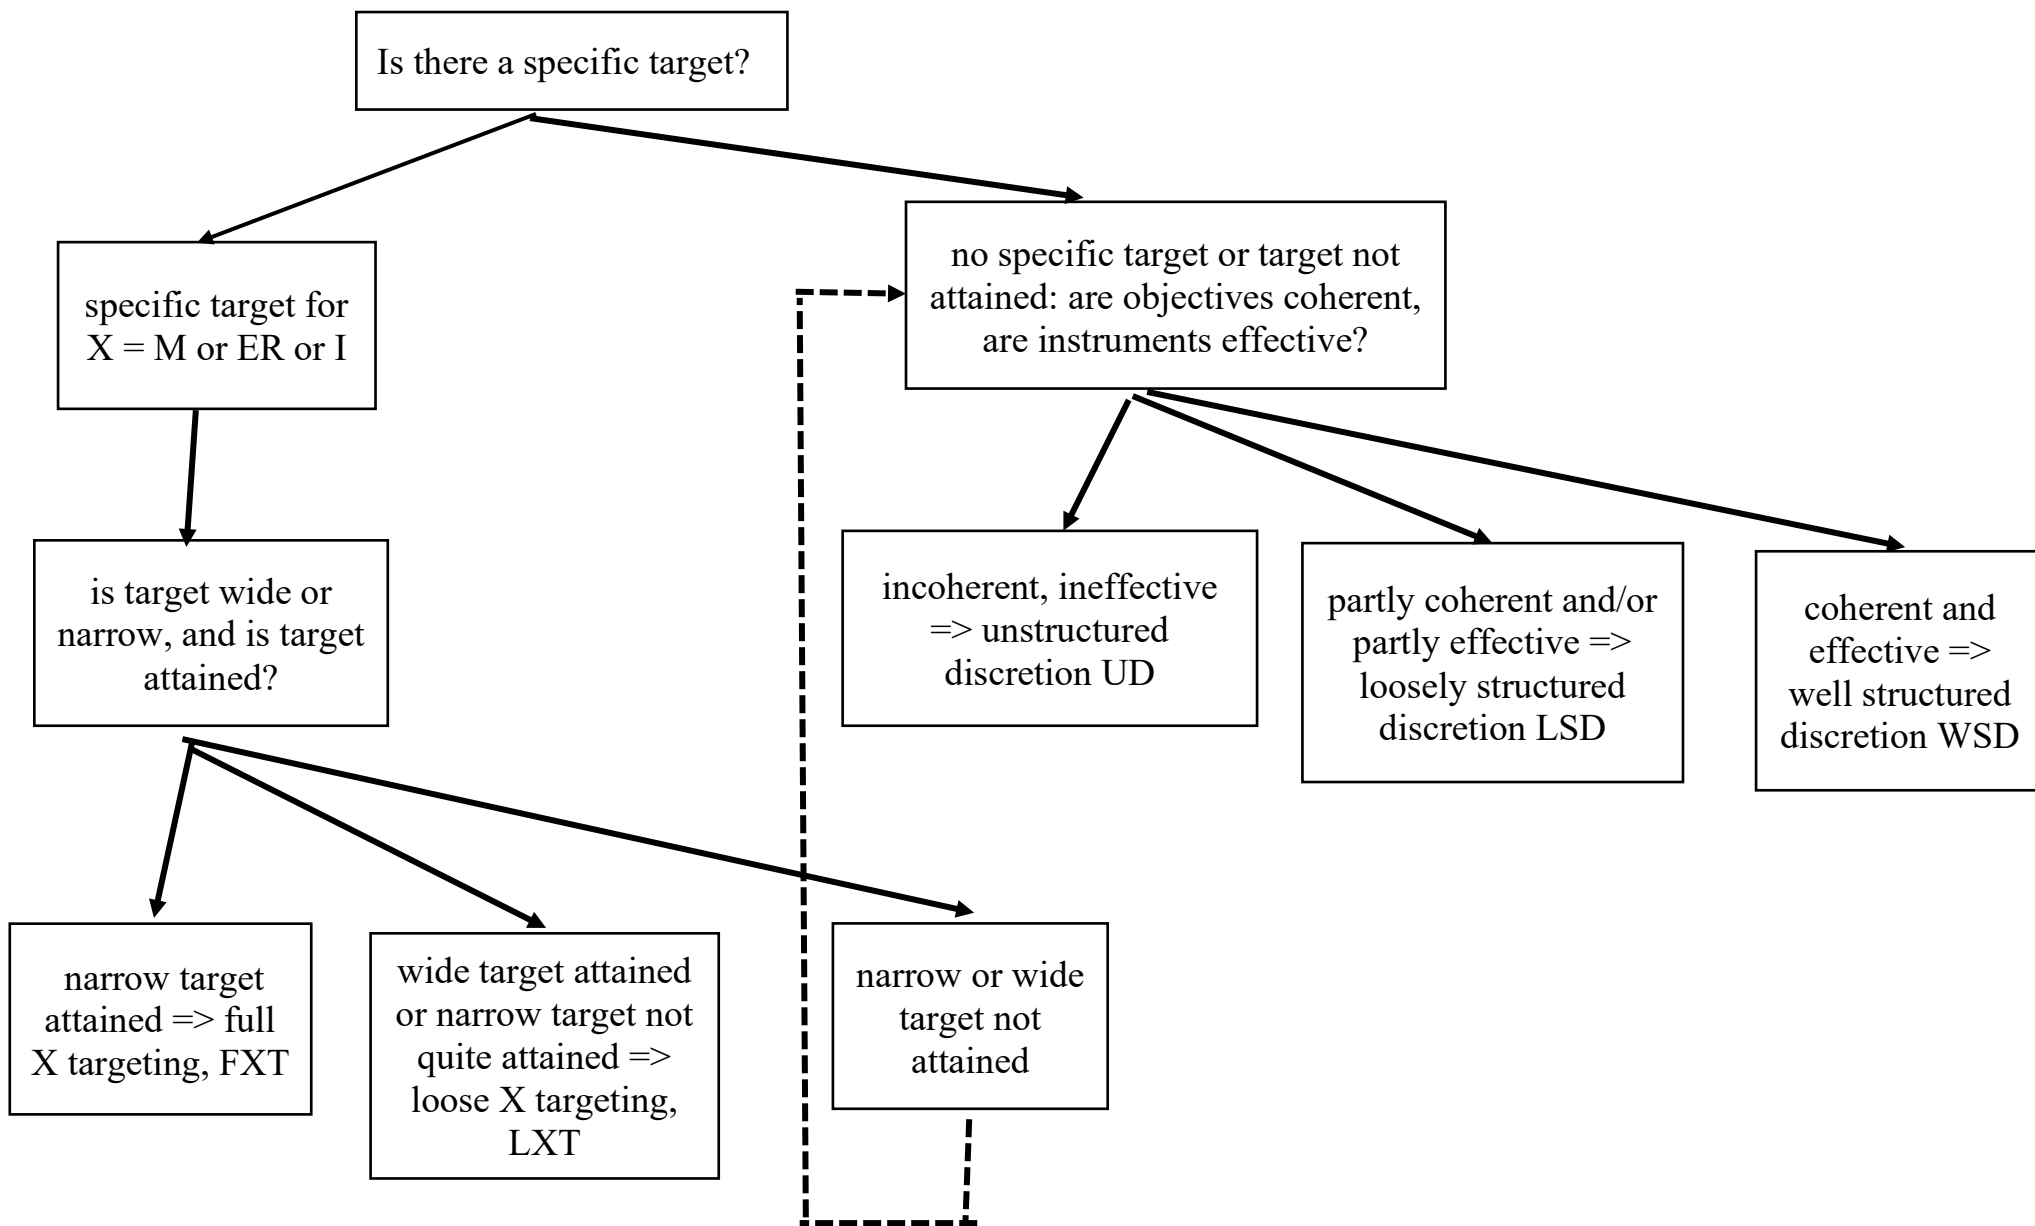 Is there a specific target?
specific target for
X = M or ER or I
no specific target or target not
attained: are objectives coherent,
are instruments effective?
is target wide or
narrow, and is target
attained?
incoherent, ineffective
=> unstructured
discretion UD
partly coherent and/or
partly effective =>
loosely structured
discretion LSD
coherent and
effective =>
well structured
discretion WSD
narrow target
attained => full
X targeting, FXT
wide target attained
or narrow target not
quite attained =>
loose X targeting,
LXT
narrow or wide
target not
attained